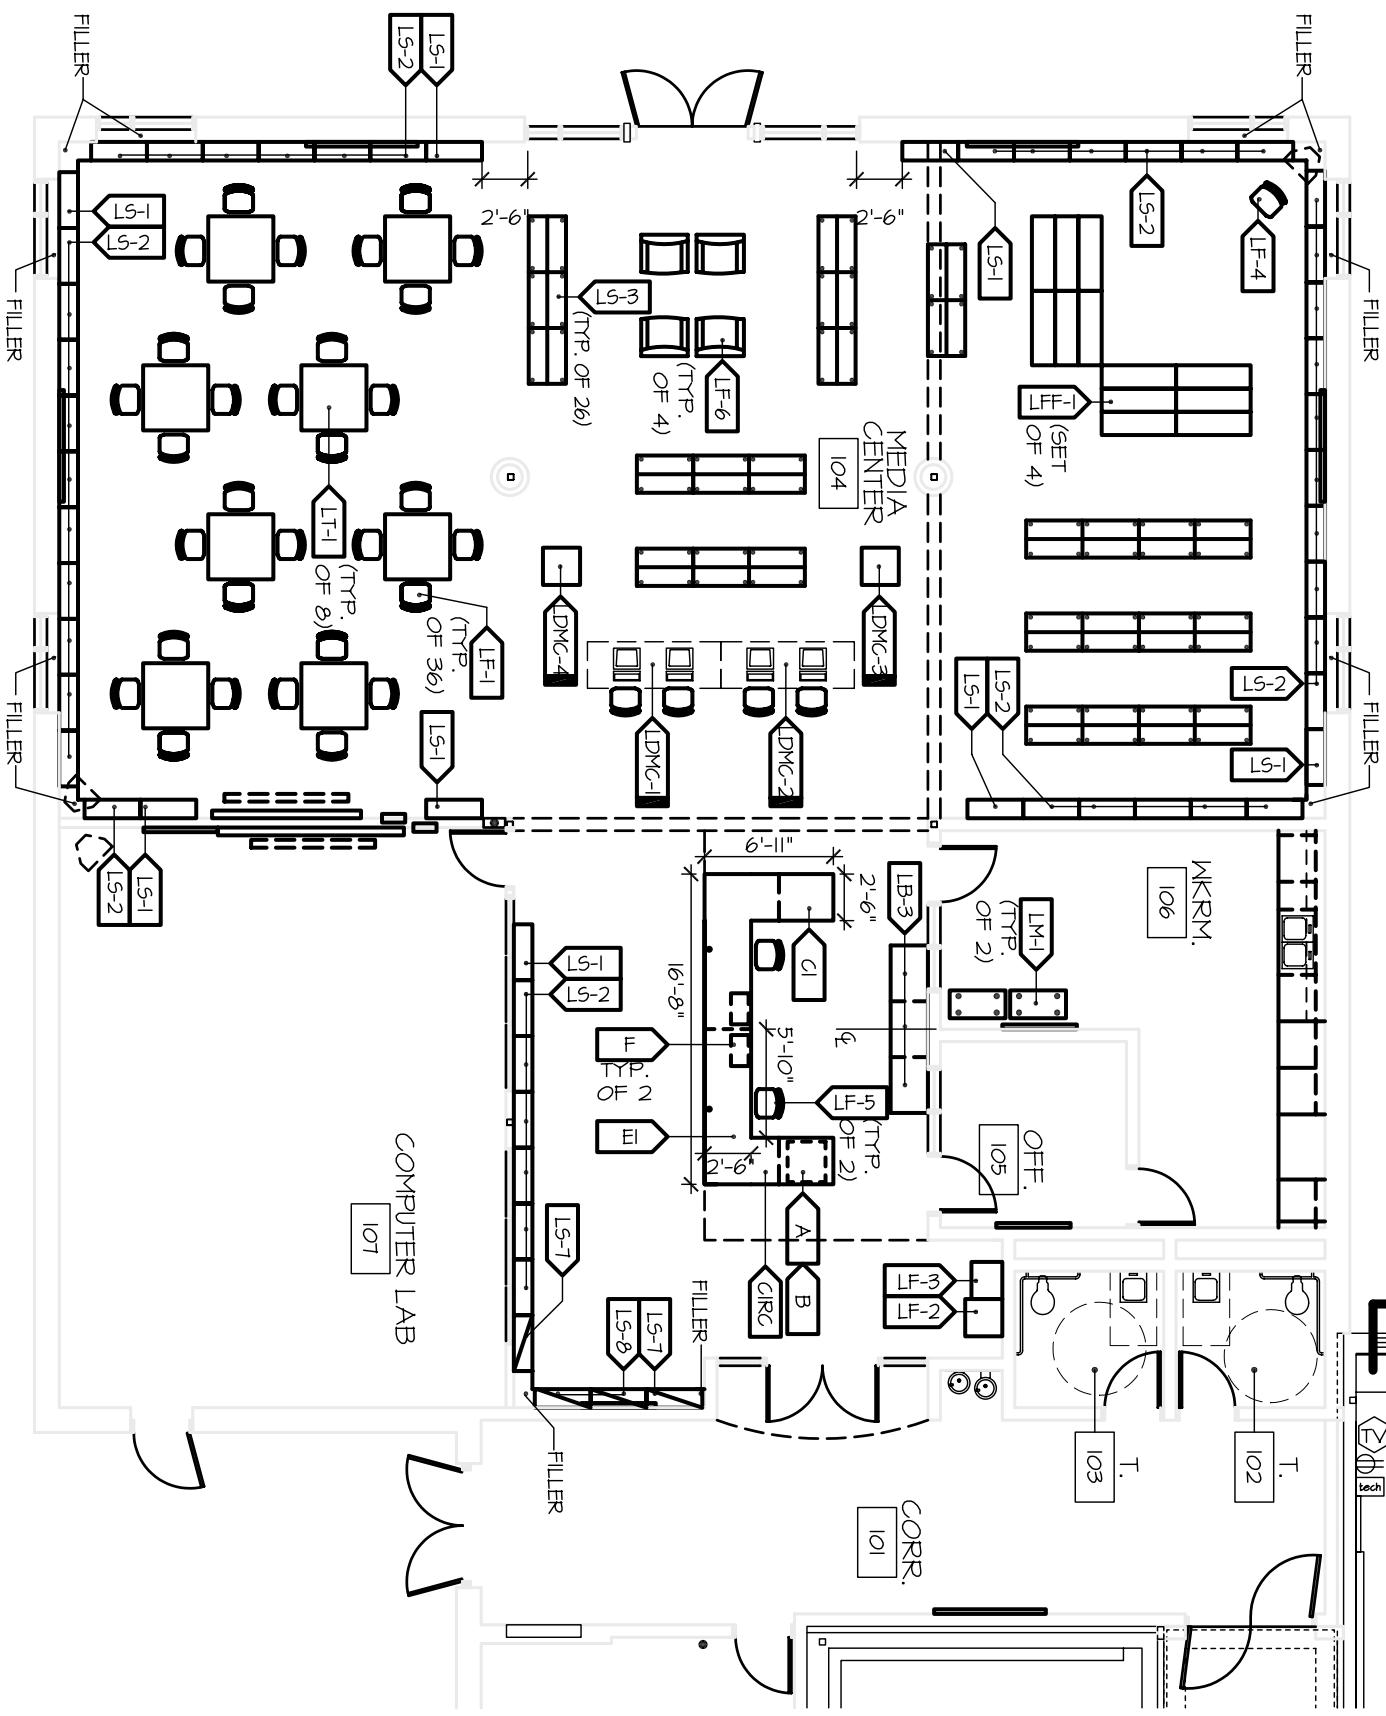 FILLER
LS-1
LS-2
FILLER
LS-1
LS-2
FILLER
2'-6"
LS-3
(TYP. OF 26)
LF-6
(TYP.
OF 4)
2'-6"
LS-1
LS-2
LF-4
FILLER
LFF-1
(SET
OF 4)
MEDIA
CENTER
104
LT-1
(TYP.
OF 8)
LF-1
(TYP.
OF 36)
LDMC-4
LDMC-3
LDMC-1
LDMC-2
LS-1
LS-2
LS-2
LS-1
FILLER
FILLER
LS-1
LS-1
LS-2
6'-11"
2'-6"
LB-3
C1
16'-8"
5'-10"
℄
LS-1
LS-2
F
TYP.
OF 2
E1
LF-5
(TYP.
OF 2)
2'-6"
A
B
CIRC
WKRM.
106
LM-1
(TYP.
OF 2)
OFF.
105
COMPUTER LAB
107
LS-7
LS-7
LS-8
FILLER
FILLER
LF-3
LF-2
T.
103
T.
102
CORR.
101
tech